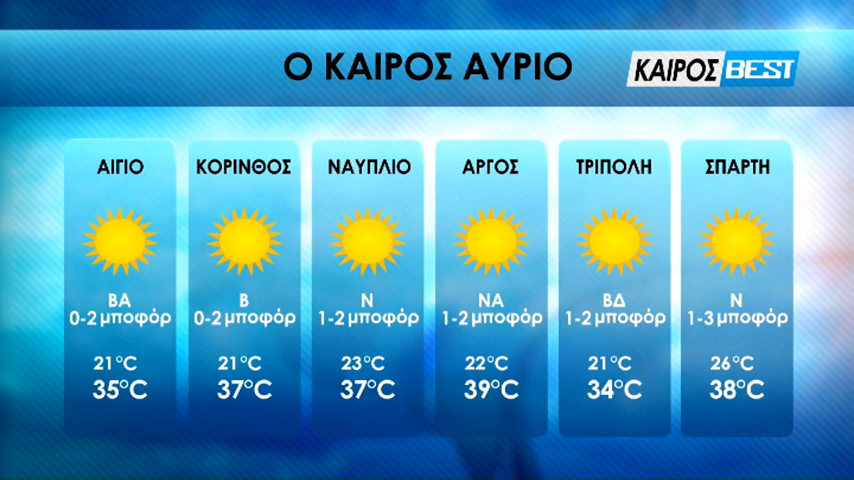 Ο ΚΑΙΡΟΣ ΑΥΡΙΟ
ΚΑΙΡΟΣ BEST
ΑΙΓΙΟ ΚΟΡΙΝΘΟΣ ΝΑΥΠΛΙΟ ΑΡΓΟΣ ΤΡΙΠΟΛΗ ΣΠΑΡΤΗ
ΒΑ Β Ν ΝΑ ΒΔ Ν
0-2 μποφόρ 0-2 μποφόρ 1-2 μποφόρ 1-2 μποφόρ 1-2 μποφόρ 1-3 μποφόρ
21°C 21°C 23°C 22°C 21°C 26°C
35°C 37°C 37°C 39°C 34°C 38°C